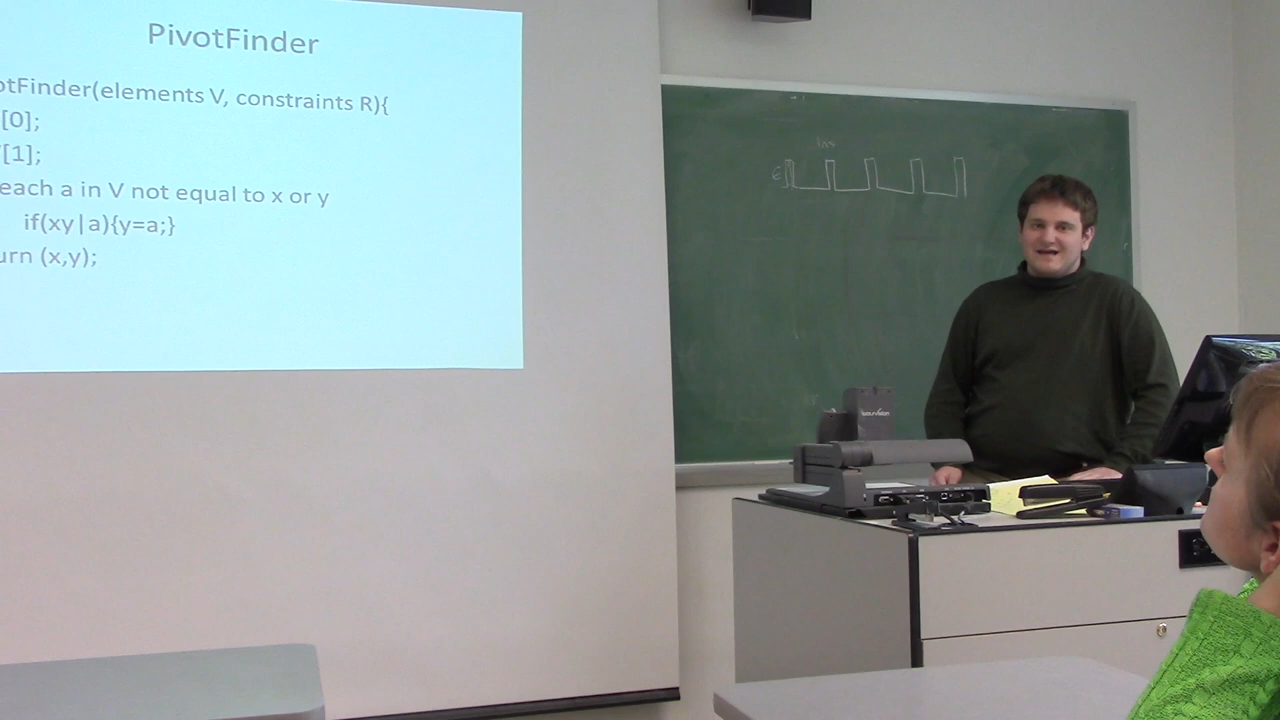 PivotFinder
otFinder(elements V, constraints R){
[0];
[1];
each a in V not equal to x or y
if(xy|a){y=a;}
urn (x,y);